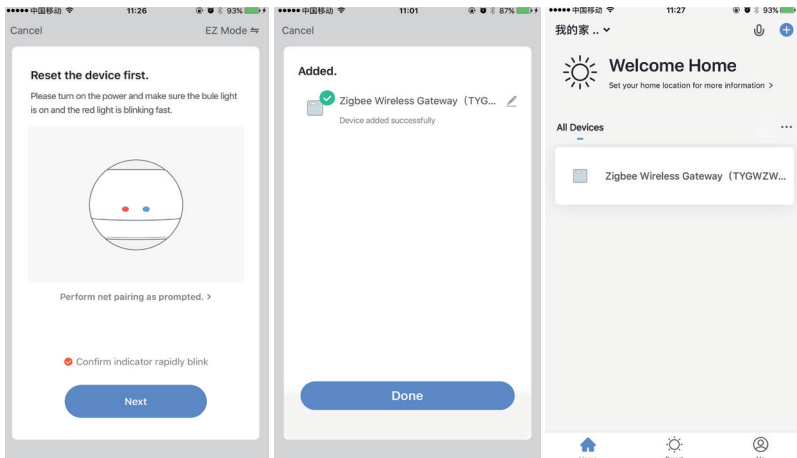 中国移动 11:26 93%
Cancel EZ Mode
Reset the device first.
Please turn on the power and make sure the bule light
is on and the red light is blinking fast.
Perform net pairing as prompted. >
Confirm indicator rapidly blink
Next
中国移动 11:01 87%
Cancel
Added.
Zigbee Wireless Gateway（TYG...
Device added successfully
Done
中国移动 11:27 93%
我的家 ..
Welcome Home
Set your home location for more information >
All Devices
Zigbee Wireless Gateway（TYGWZW...